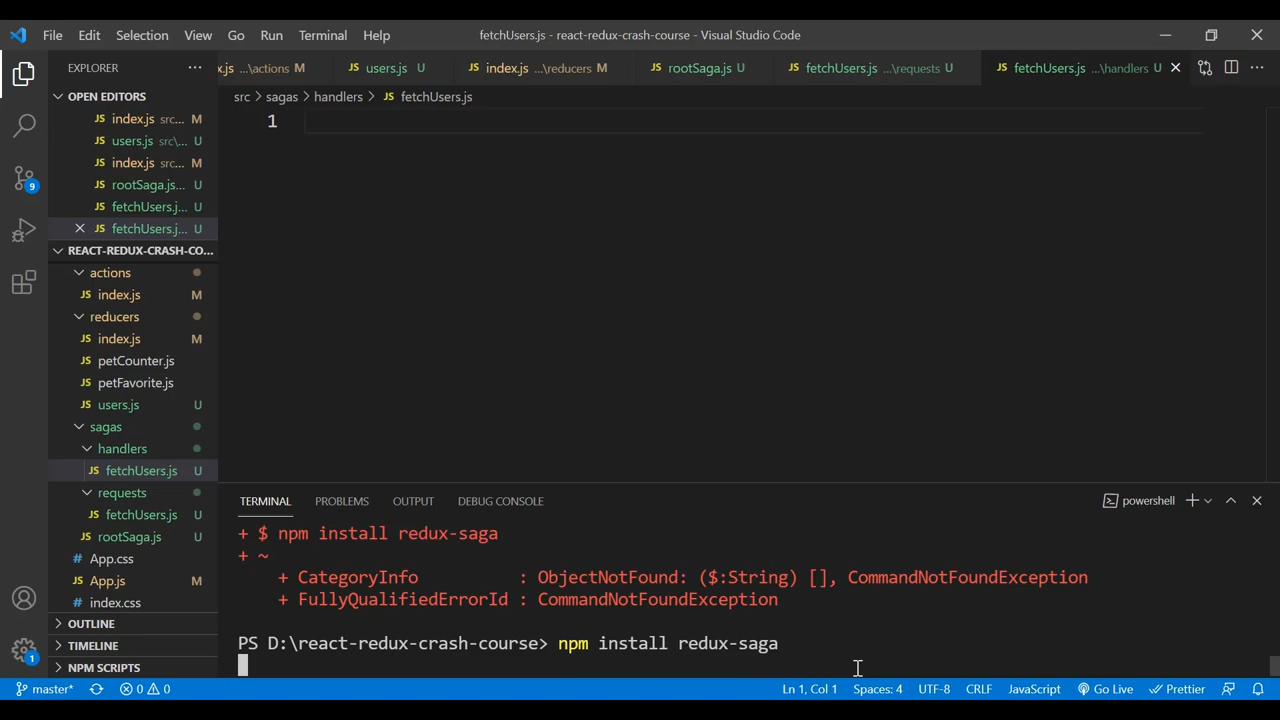 File Edit Selection View Go Run Terminal Help
fetchUsers.js - react-redux-crash-course - Visual Studio Code
EXPLORER
x.js ...\actions M
JS users.js U
JS index.js ...\reducers M
JS rootSaga.js U
JS fetchUsers.js ...\requests U
JS fetchUsers.js ...\handlers U
src > sagas > handlers > JS fetchUsers.js
1
OPEN EDITORS
JS index.js src... M
JS users.js src\... U
JS index.js src... M
JS rootSaga.js... U
JS fetchUsers.j... U
JS fetchUsers.j... U
REACT-REDUX-CRASH-CO...
actions
JS index.js M
reducers
JS index.js M
JS petCounter.js
JS petFavorite.js
JS users.js U
sagas
handlers
JS fetchUsers.js U
requests
JS fetchUsers.js U
JS rootSaga.js U
# App.css
JS App.js M
# index.css
OUTLINE
TIMELINE
NPM SCRIPTS
9
1
TERMINAL PROBLEMS OUTPUT DEBUG CONSOLE
powershell
+ $ npm install redux-saga
+ ~
+ CategoryInfo : ObjectNotFound: ($:String) [], CommandNotFoundException
+ FullyQualifiedErrorId : CommandNotFoundException
PS D:\react-redux-crash-course> npm install redux-saga
master* 0 0
Ln 1, Col 1 Spaces: 4 UTF-8 CRLF JavaScript Go Live Prettier